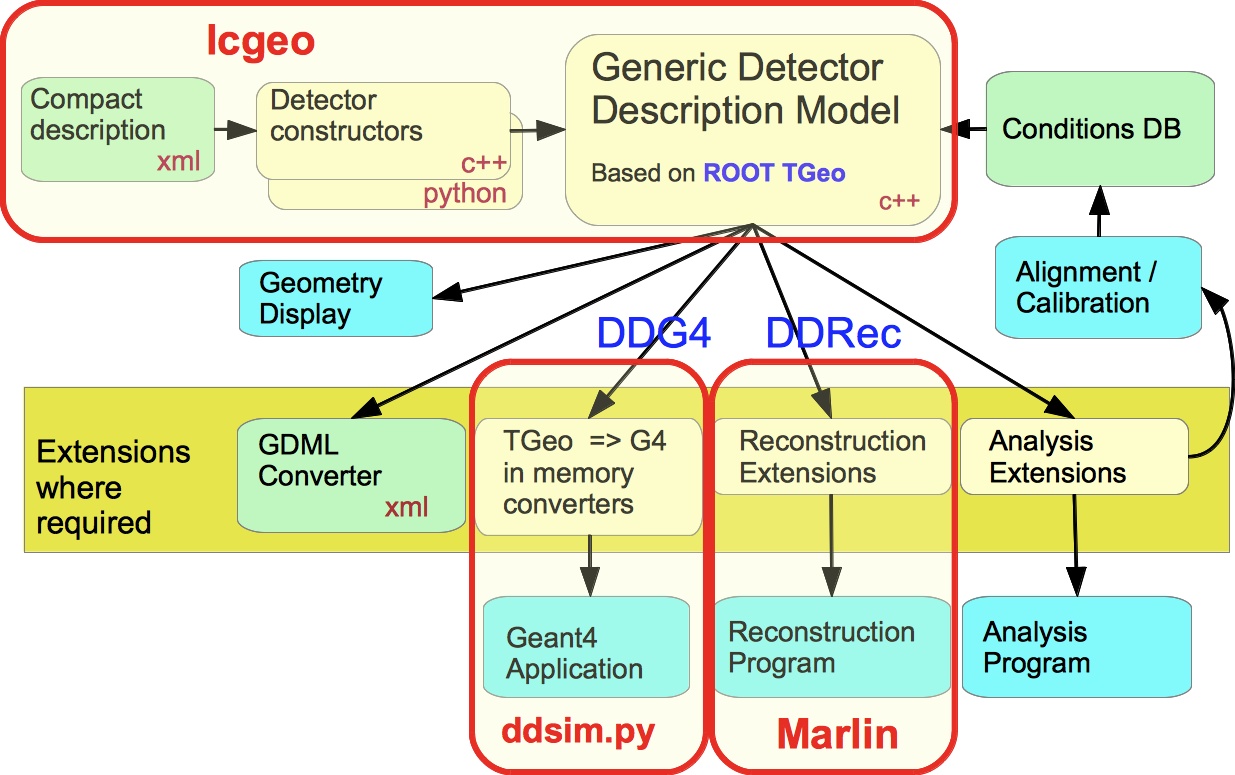 lcgeo
Compact
description
xml
Detector
constructors
c++
python
Generic Detector
Description Model
Based on ROOT TGeo
c++
Conditions DB
Alignment /
Calibration
Geometry
Display
DDG4
DDRec
Extensions
where
required
GDML
Converter
xml
TGeo => G4
in memory
converters
Reconstruction
Extensions
Analysis
Extensions
Geant4
Application
Reconstruction
Program
Analysis
Program
ddsim.py
Marlin